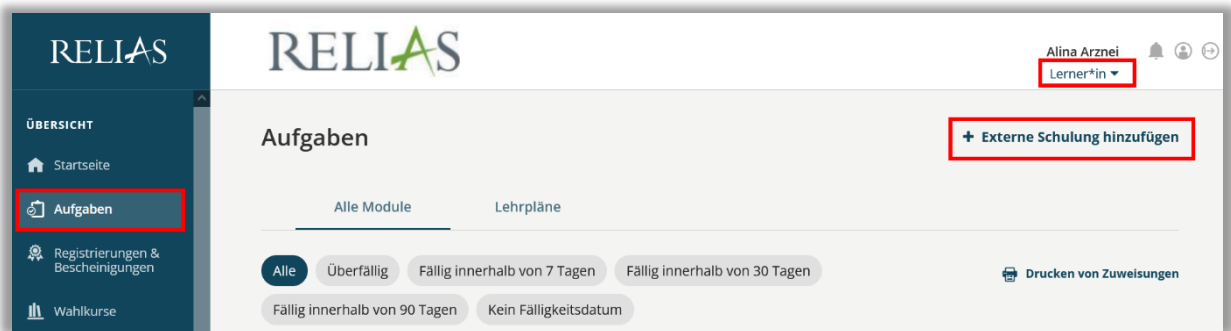 RELIAS
RELIAS
Alina Arznei
Lerner*in
ÜBERSICHT
Startseite
Aufgaben
Registrierungen &
Bescheinigungen
Wahlkurse
Aufgaben
+ Externe Schulung hinzufügen
Alle Module
Lehrpläne
Alle
Überfällig
Fällig innerhalb von 7 Tagen
Fällig innerhalb von 30 Tagen
Drucken von Zuweisungen
Fällig innerhalb von 90 Tagen
Kein Fälligkeitsdatum